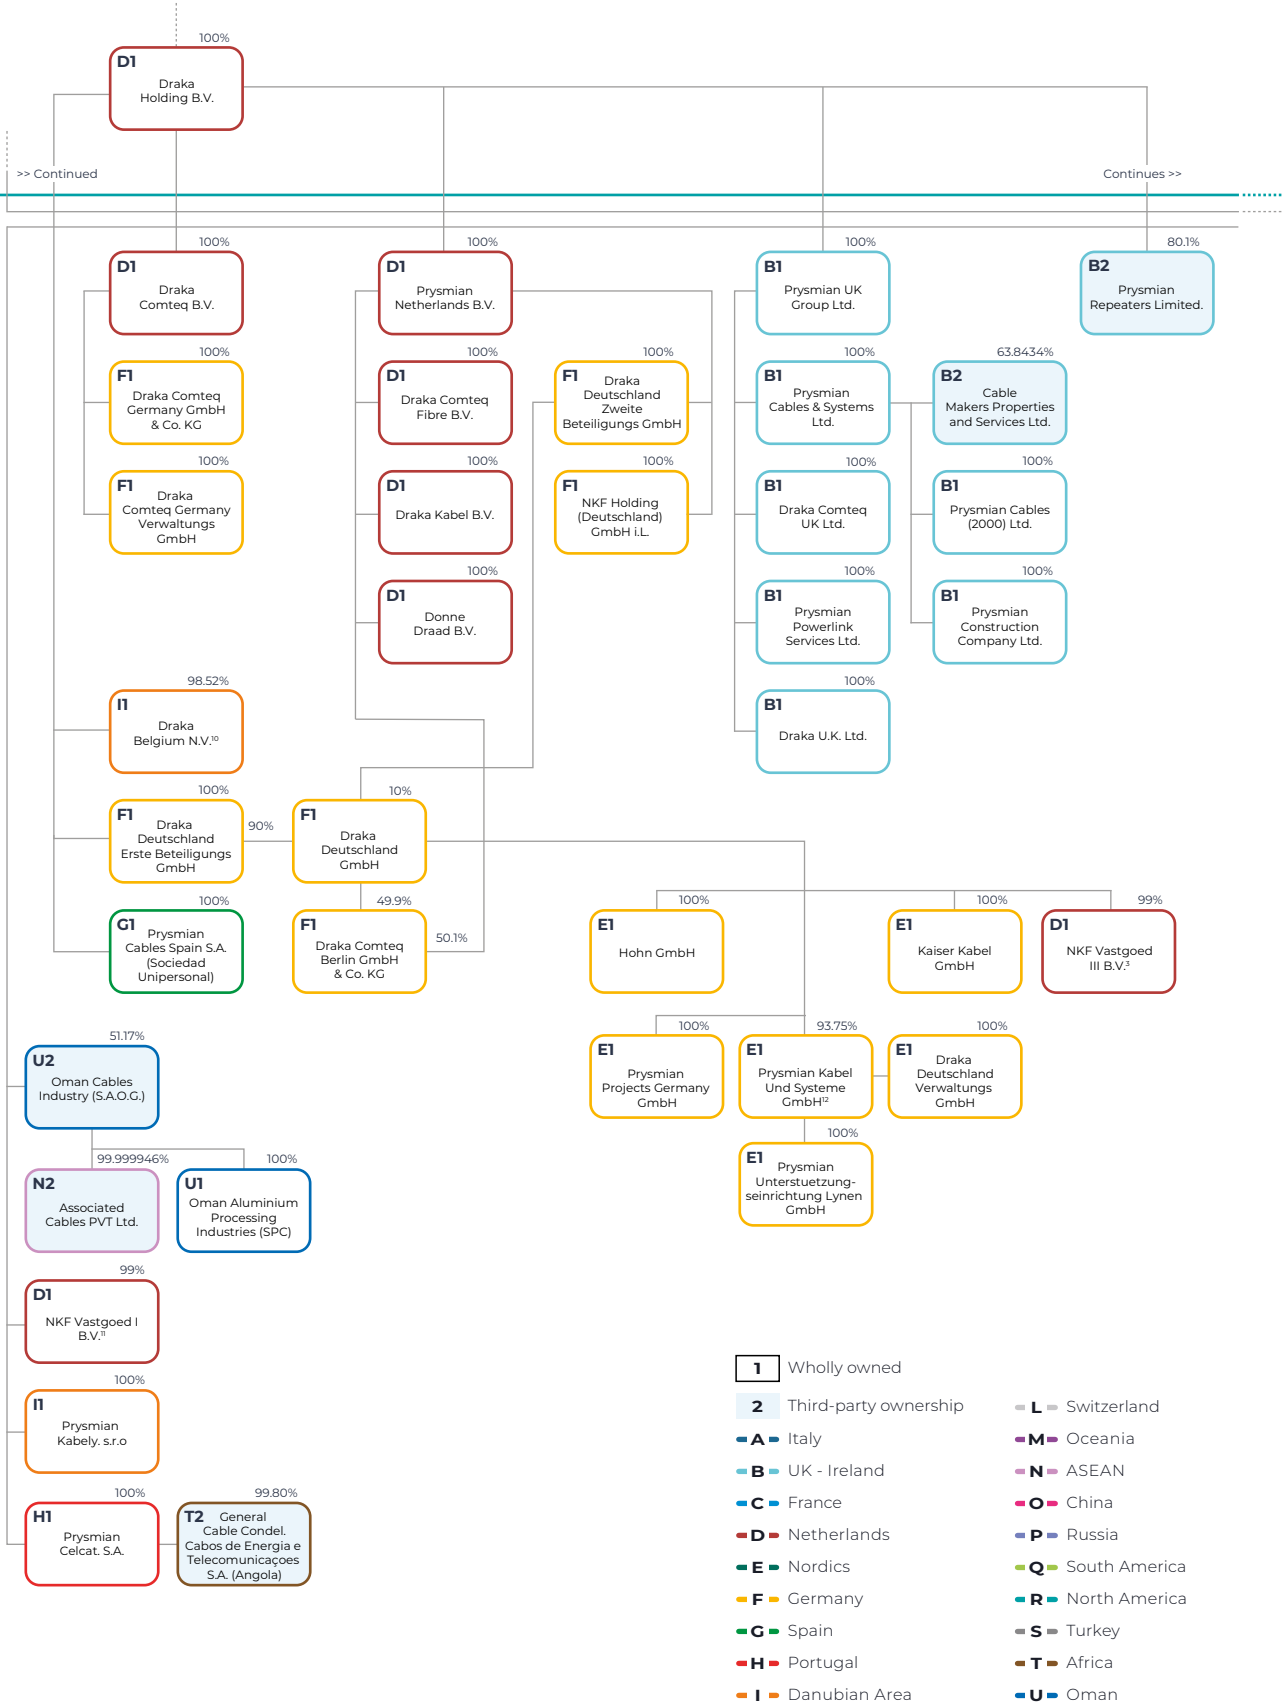 100%
D1
Draka
Holding B.V.
>> Continued
Continues >>
100%
D1
Draka
Comteq B.V.
100%
D1
Prysmian
Netherlands B.V.
100%
B1
Prysmian UK
Group Ltd.
80.1%
B2
Prysmian
Repeaters Limited.
100%
F1
Draka Comteq
Germany GmbH
& Co. KG
100%
D1
Draka Comteq
Fibre B.V.
100%
F1
Draka
Deutschland
Zweite
Beteiligungs GmbH
100%
B1
Prysmian
Cables & Systems
Ltd.
63.8434%
B2
Cable
Makers Properties
and Services Ltd.
100%
F1
Draka
Comteq Germany
Verwaltungs
GmbH
100%
D1
Draka Kabel B.V.
100%
F1
NKF Holding
(Deutschland)
GmbH i.L.
100%
B1
Draka Comteq
UK Ltd.
100%
B1
Prysmian Cables
(2000) Ltd.
100%
D1
Donne
Draad B.V.
100%
B1
Prysmian
Powerlink
Services Ltd.
100%
B1
Prysmian
Construction
Company Ltd.
98.52%
I1
Draka
Belgium N.V.¹⁰
100%
B1
Draka U.K. Ltd.
100%
F1
Draka
Deutschland
Erste Beteiligungs
GmbH
90%
10%
F1
Draka
Deutschland
GmbH
100%
G1
Prysmian
Cables Spain S.A.
(Sociedad
Unipersonal)
49.9%
F1
Draka Comteq
Berlin GmbH
& Co. KG
50.1%
100%
E1
Hohn GmbH
100%
E1
Kaiser Kabel
GmbH
99%
D1
NKF Vastgoed
III B.V.³
100%
E1
Prysmian
Projects Germany
GmbH
93.75%
E1
Prysmian Kabel
Und Systeme
GmbH¹²
100%
E1
Draka
Deutschland
Verwaltungs
GmbH
100%
E1
Prysmian
Unterstuetzung-
seinrichtung Lynen
GmbH
51.17%
U2
Oman Cables
Industry (S.A.O.G.)
99.999946%
N2
Associated
Cables PVT Ltd.
100%
U1
Oman Aluminium
Processing
Industries (SPC)
99%
D1
NKF Vastgoed I
B.V.¹¹
100%
I1
Prysmian
Kabely. s.r.o
100%
H1
Prysmian
Celcat. S.A.
99.80%
T2
General
Cable Condel.
Cabos de Energia e
Telecomunicaçoes
S.A. (Angola)
1 Wholly owned
2 Third-party ownership
A Italy
B UK - Ireland
C France
D Netherlands
E Nordics
F Germany
G Spain
H Portugal
I Danubian Area
L Switzerland
M Oceania
N ASEAN
O China
P Russia
Q South America
R North America
S Turkey
T Africa
U Oman